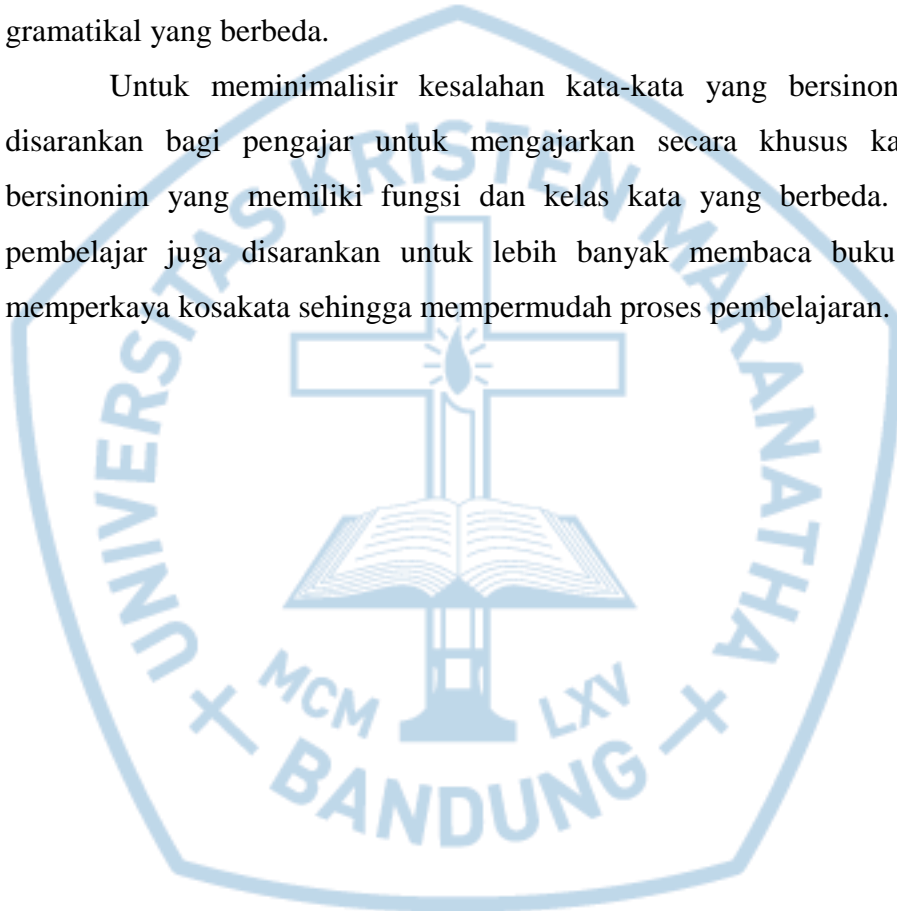 gramatikal yang berbeda.
Untuk meminimalisir kesalahan kata-kata yang bersinon
disarankan bagi pengajar untuk mengajarkan secara khusus ka
bersinonim yang memiliki fungsi dan kelas kata yang berbeda.
pembelajar juga disarankan untuk lebih banyak membaca buku
memperkaya kosakata sehingga mempermudah proses pembelajaran.
UNIVERSITAS KRISTEN MARANATHA
MCM LXV
BANDUNG